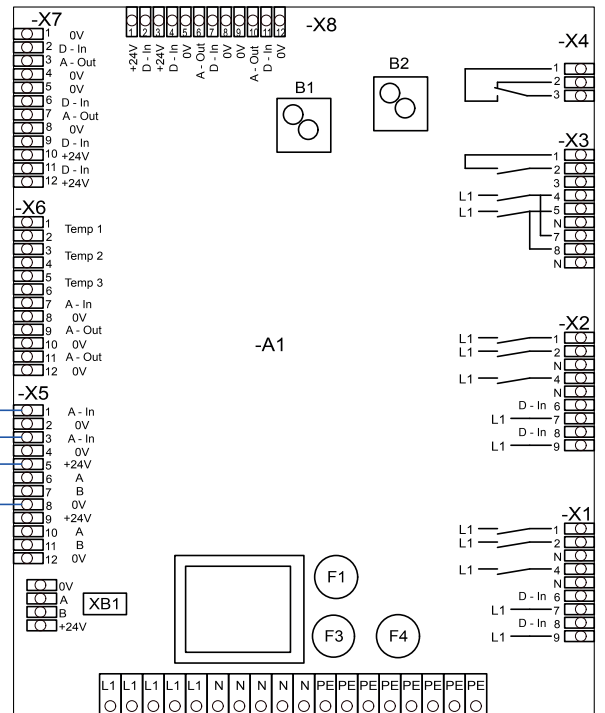 -X7
1 0V
2 D - In
3 A - Out
4 0V
5 0V
6 D - In
7 A - Out
8 0V
9 D - In
10 +24V
11 D - In
12 +24V
-X8
1 2 3 4 5 6 7 8 9 10 11 12
+24V
D - In
+24V
D - In
0V
A - Out
D - In
0V
0V
A - Out
D - In
0V
B1
B2
-X4
1
2
3
-X3
1
2
3
L1 4
L1 5
N
7
8
N
-X6
1 Temp 1
2
3 Temp 2
4
5 Temp 3
6
7 A - In
8 0V
9 A - Out
10 0V
11 A - Out
12 0V
-A1
-X2
L1 1
L1 2
N
L1 4
N
D - In 6
L1 7
D - In 8
L1 9
-X5
1 A - In
2 0V
3 A - In
4 0V
5 +24V
6 A
7 B
8 0V
9 +24V
10 A
11 B
12 0V
-X1
L1 1
L1 2
N
L1 4
N
D - In 6
L1 7
D - In 8
L1 9
0V
A
B
+24V
XB1
F1
F3
F4
L1 L1 L1 L1 L1 N N N N N PE PE PE PE PE PE PE PE